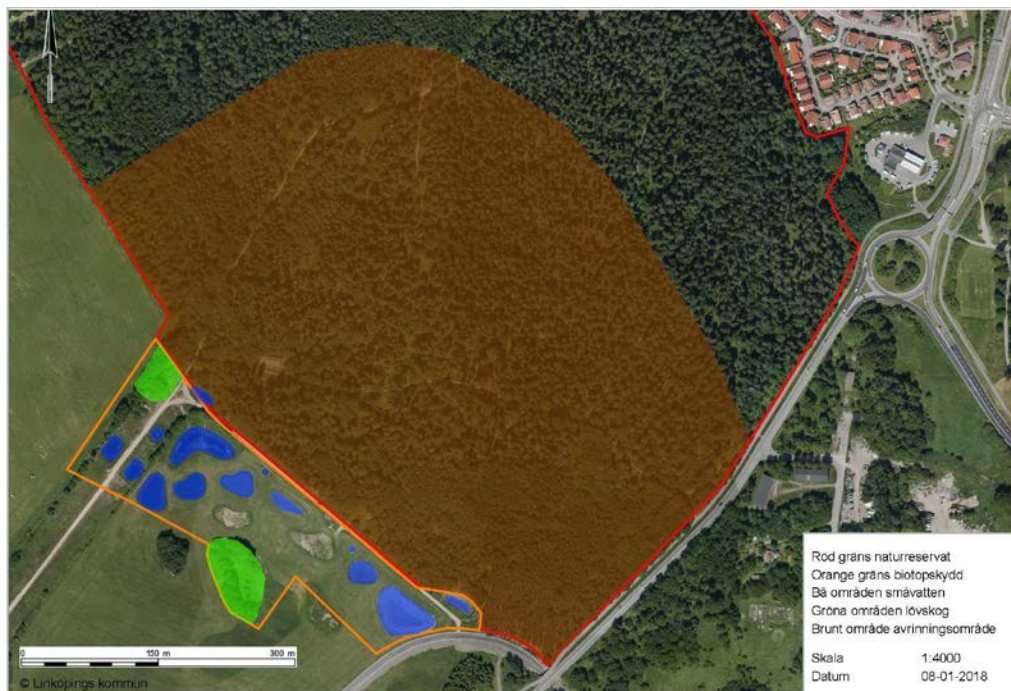 Röd gräns naturreservat
Orange gräns biotopskydd
Blå områden småvatten
Gröna områden lövskog
Brunt område avrinningsområde
Skala 1:4000
Datum 08-01-2018
0 150 m 300 m
© Linköpings kommun